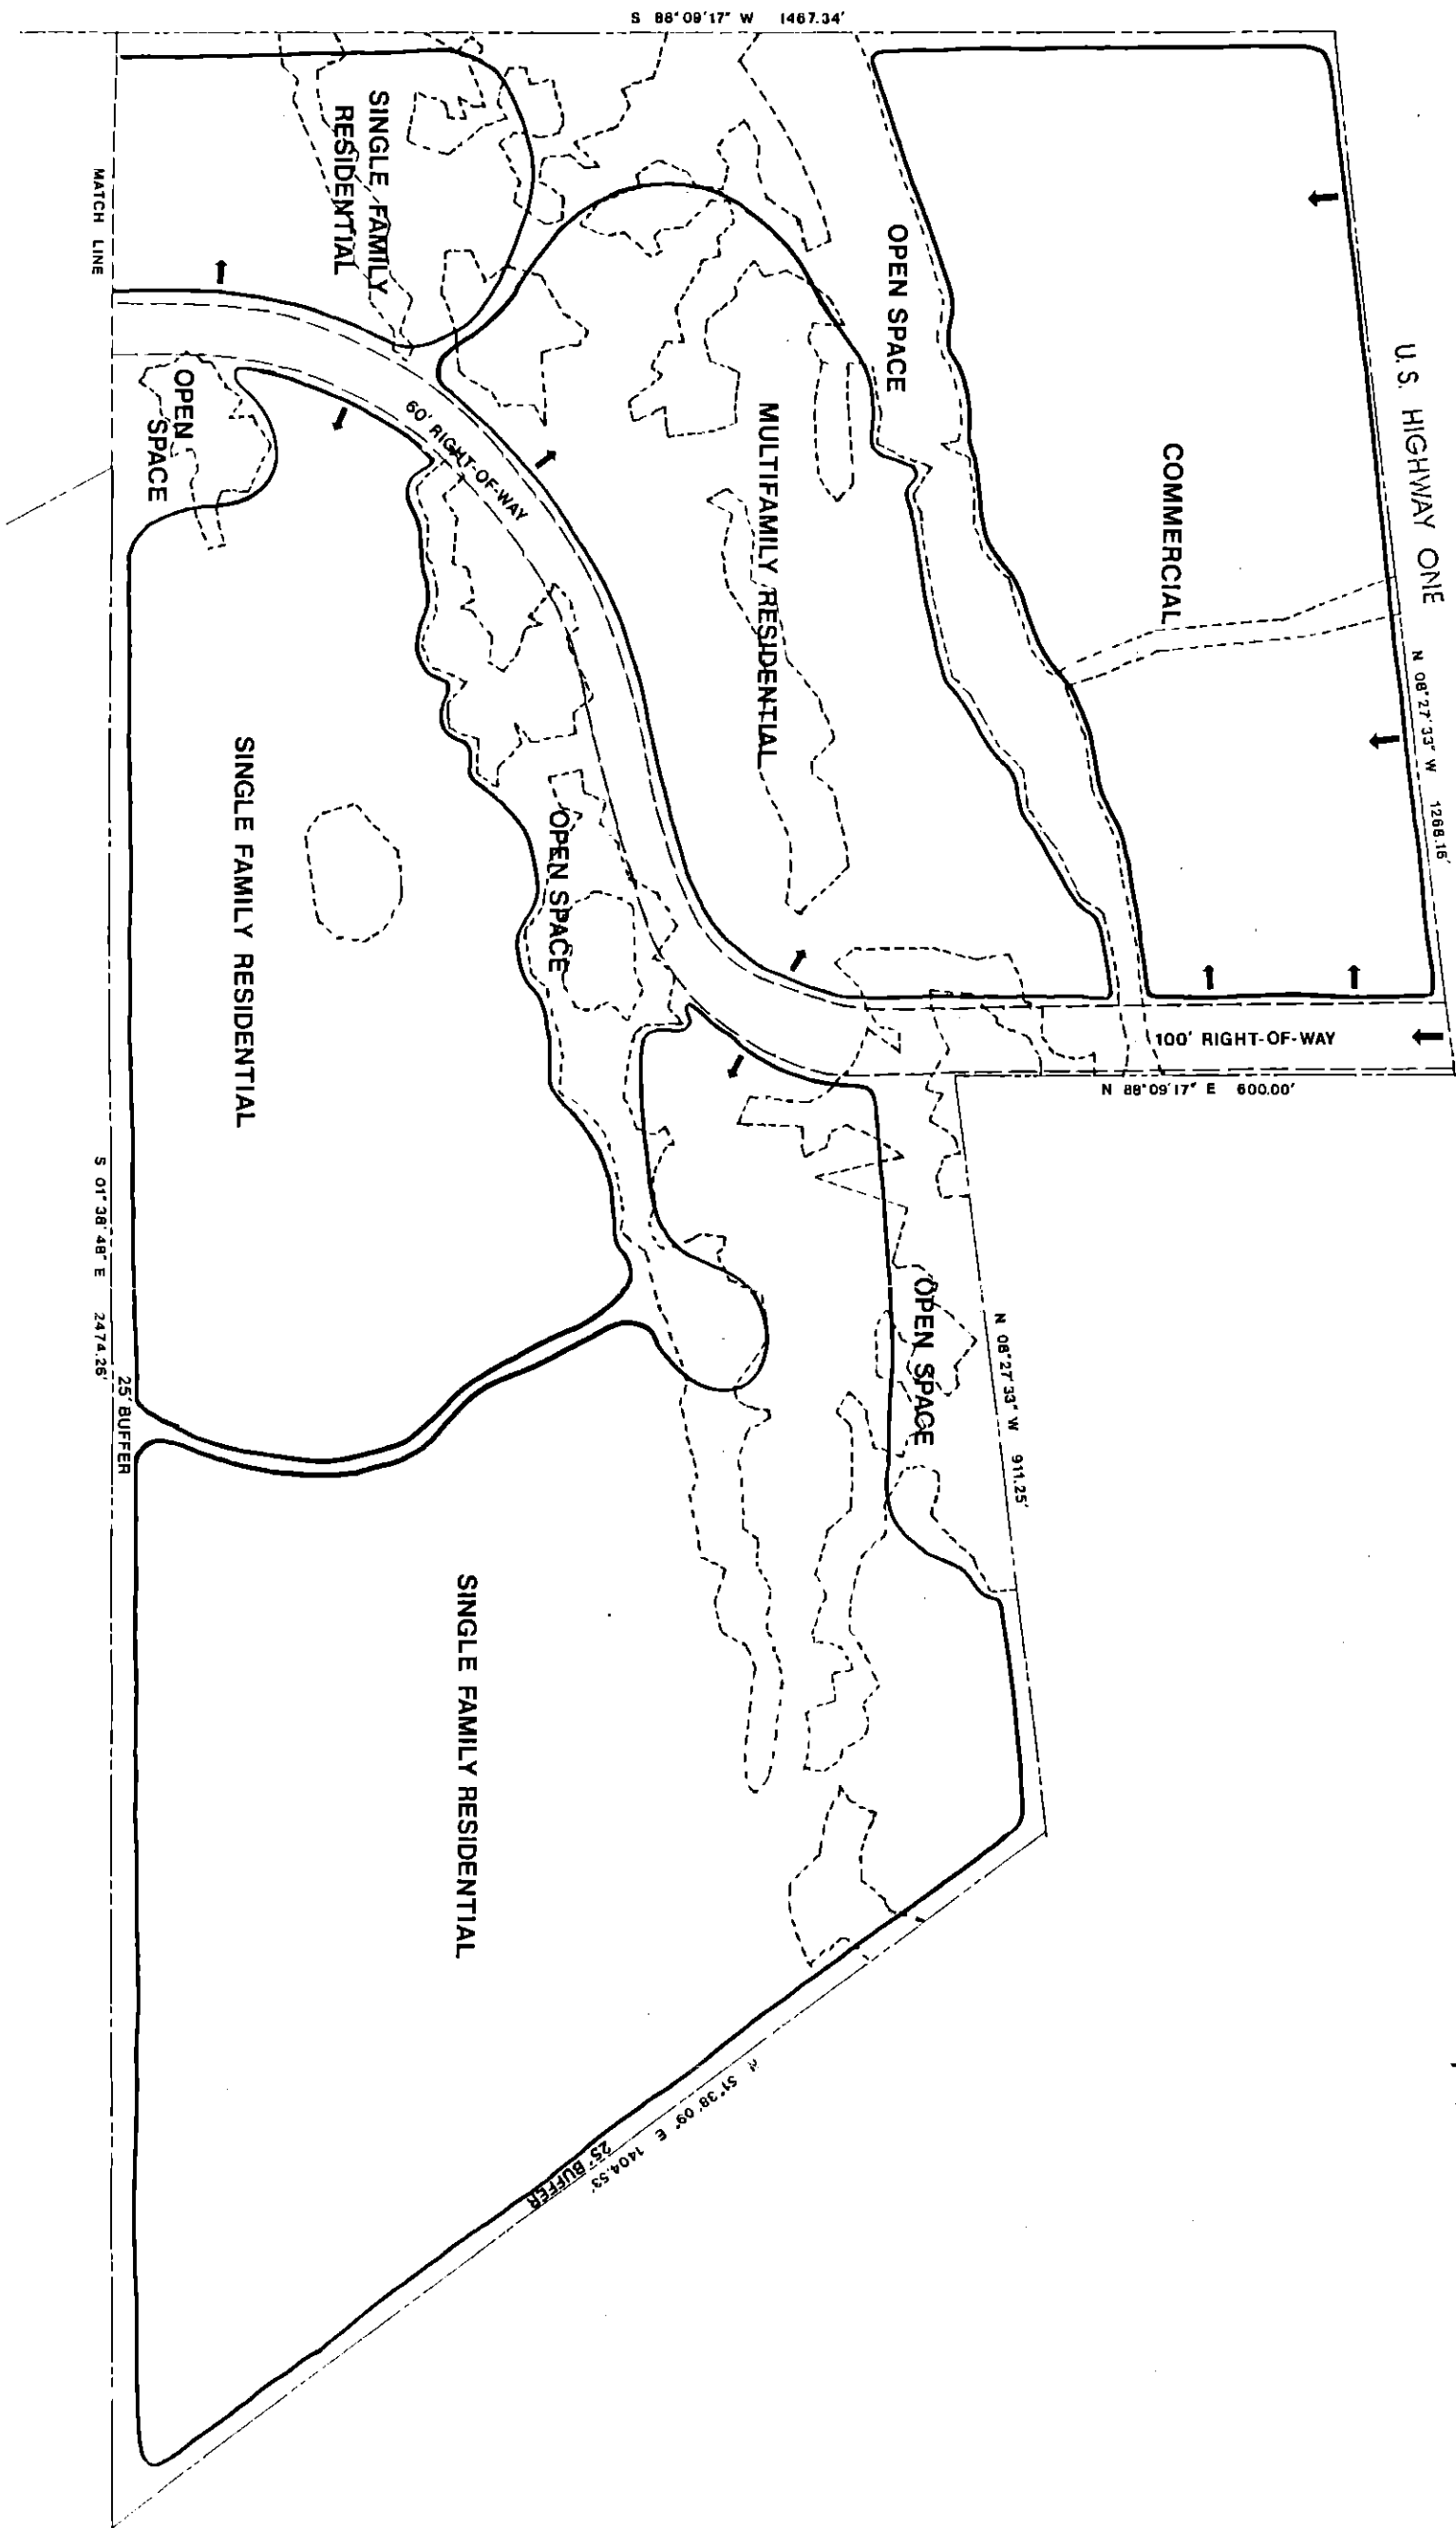 S 88°09'17" W 1467.34'
U.S. HIGHWAY ONE
N 08°27'33" W 1268.16'
COMMERCIAL
OPEN SPACE
SINGLE FAMILY
RESIDENTIAL
MATCH LINE
MULTIFAMILY RESIDENTIAL
60' RIGHT-OF-WAY
OPEN
SPACE
100' RIGHT-OF-WAY
N 88°09'17" E 600.00'
OPEN SPACE
SINGLE FAMILY RESIDENTIAL
OPEN SPACE
N 08°27'33" W 911.25'
S 01°38'48" E 2474.26'
25' BUFFER
SINGLE FAMILY RESIDENTIAL
N 51°38'09" E 1404.53'
25' BUFFER